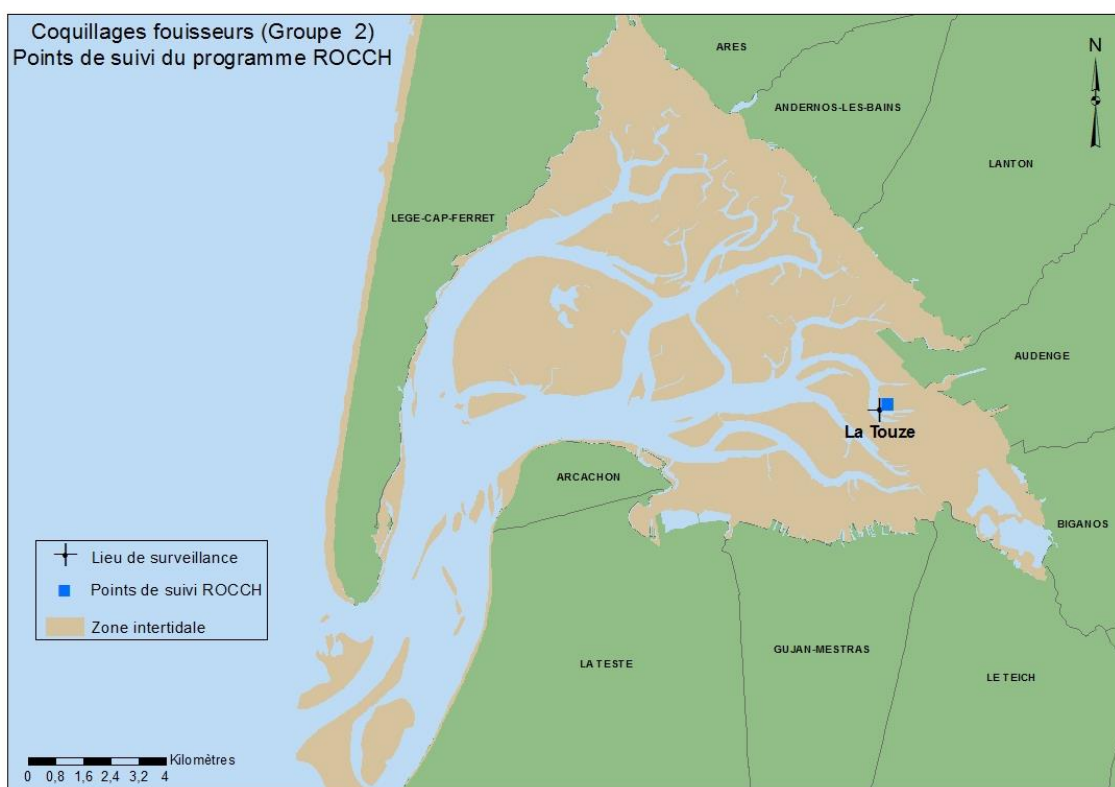 Coquillages fouisseurs (Groupe 2)
Points de suivi du programme ROCCH
N
ARES
ANDERNOS-LES-BAINS
LANTON
LEGE-CAP-FERRET
AUDENGE
La Touze
ARCACHON
BIGANOS
Lieu de surveillance
Points de suivi ROCCH
Zone intertidale
LA TESTE
GUJAN-MESTRAS
LE TEICH
Kilomètres
0 0,8 1,6 2,4 3,2 4